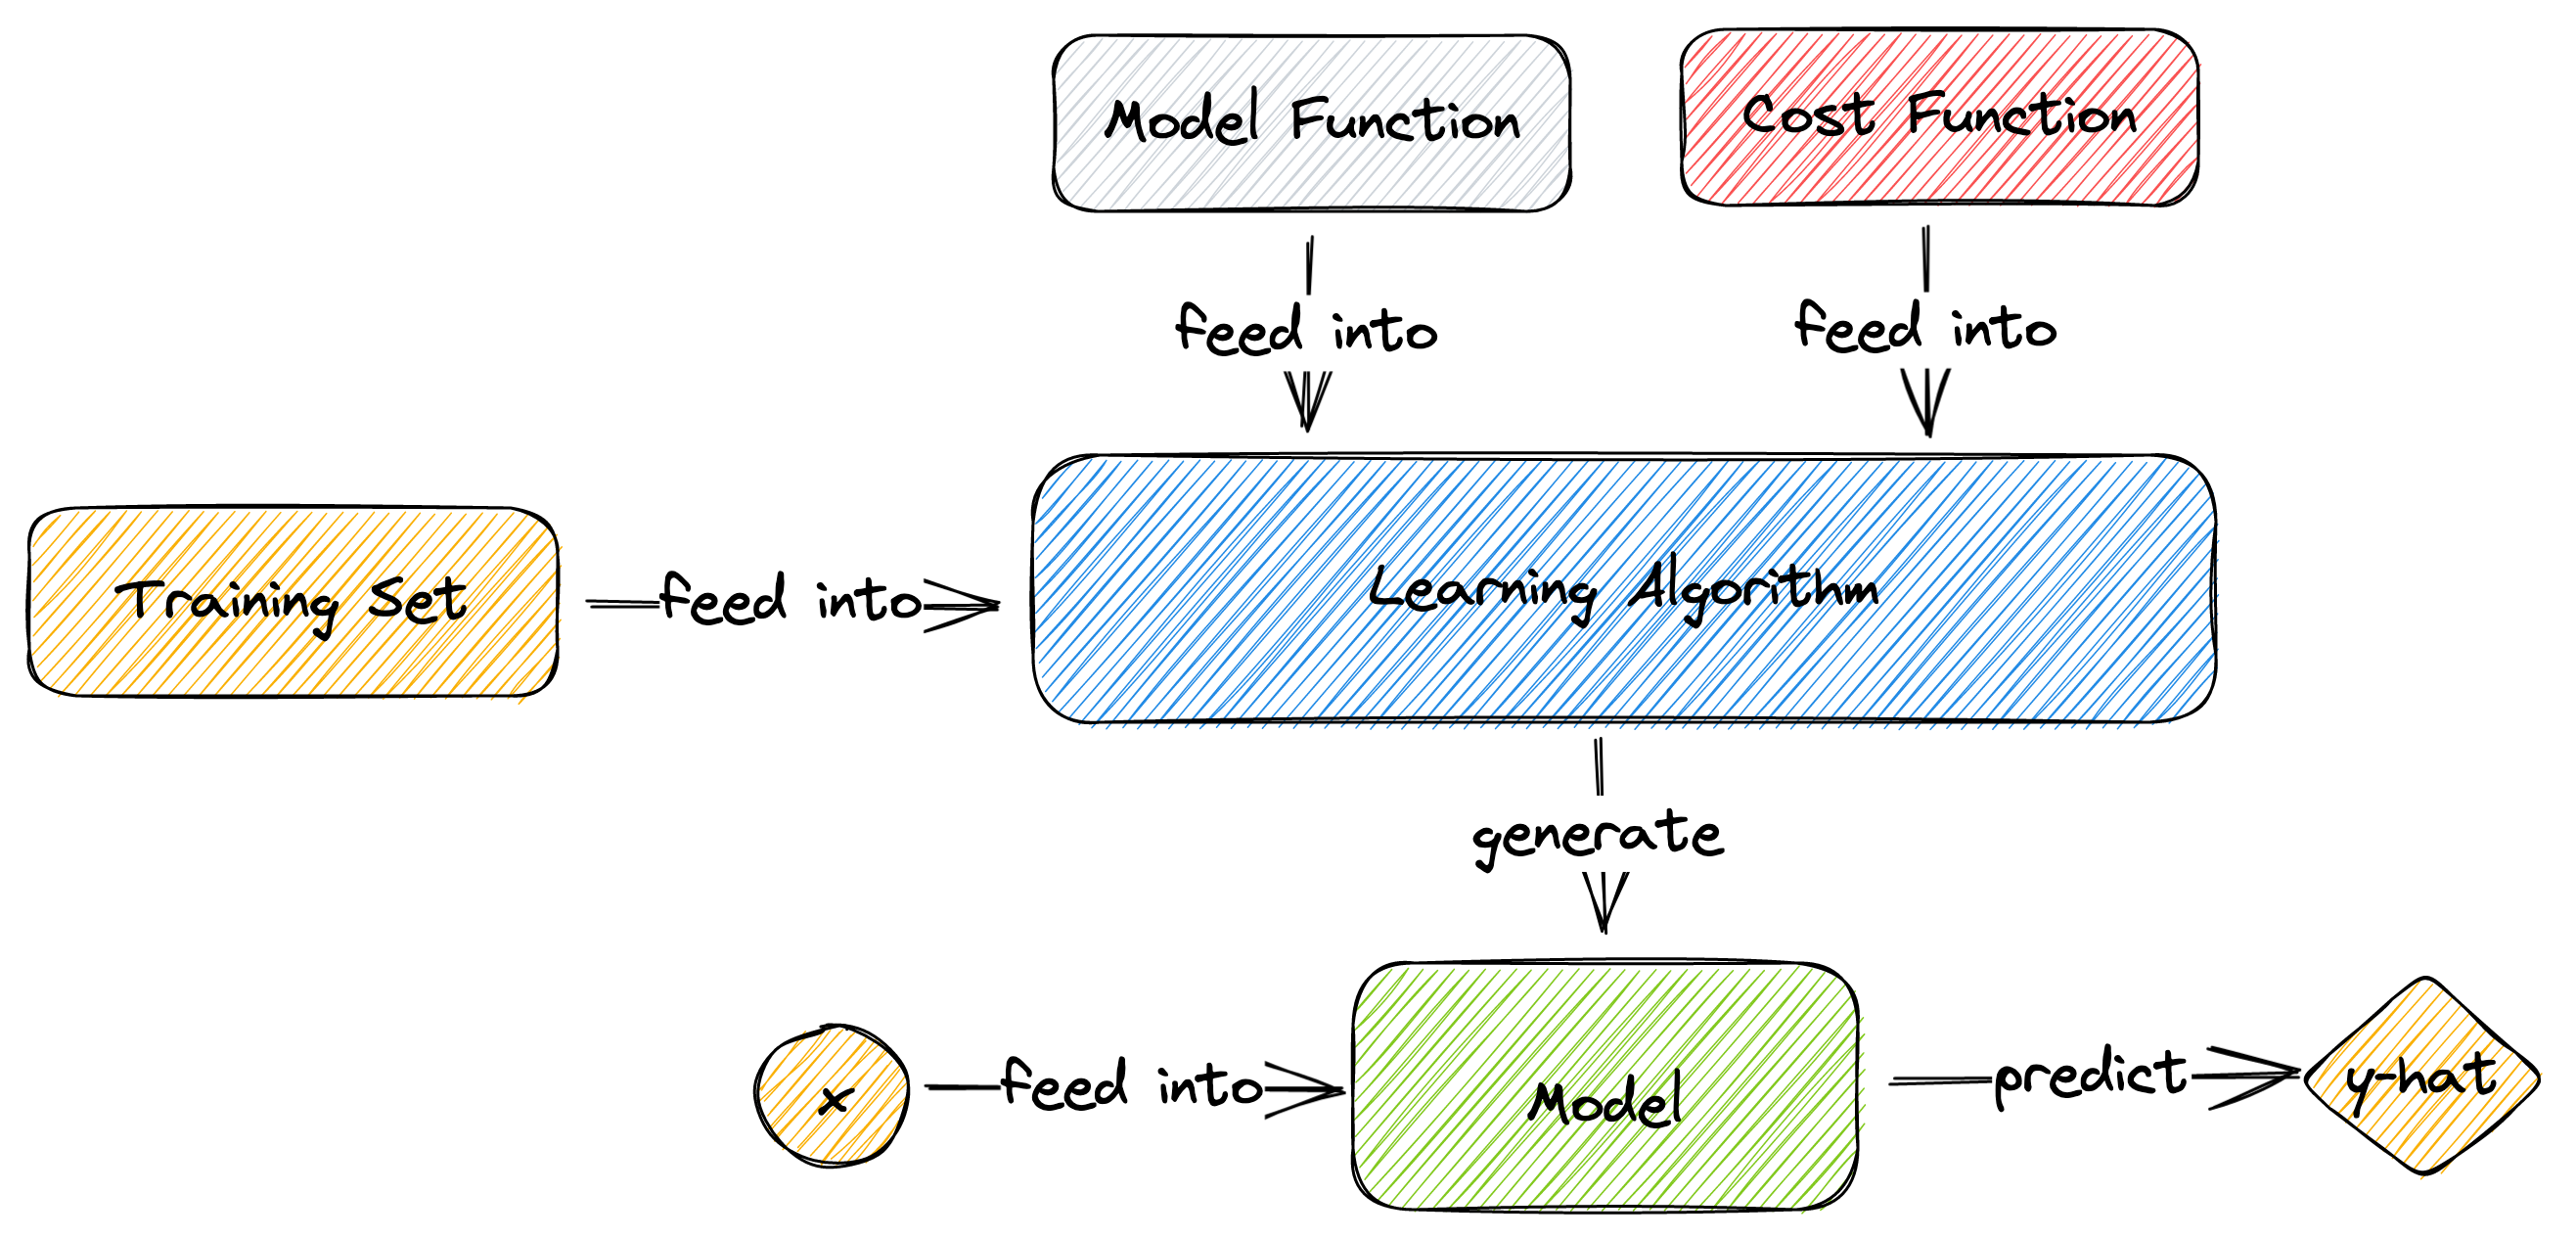 Model Function
Cost Function
feed into
feed into
Training Set
feed into
Learning Algorithm
generate
x
feed into
Model
predict
y-hat